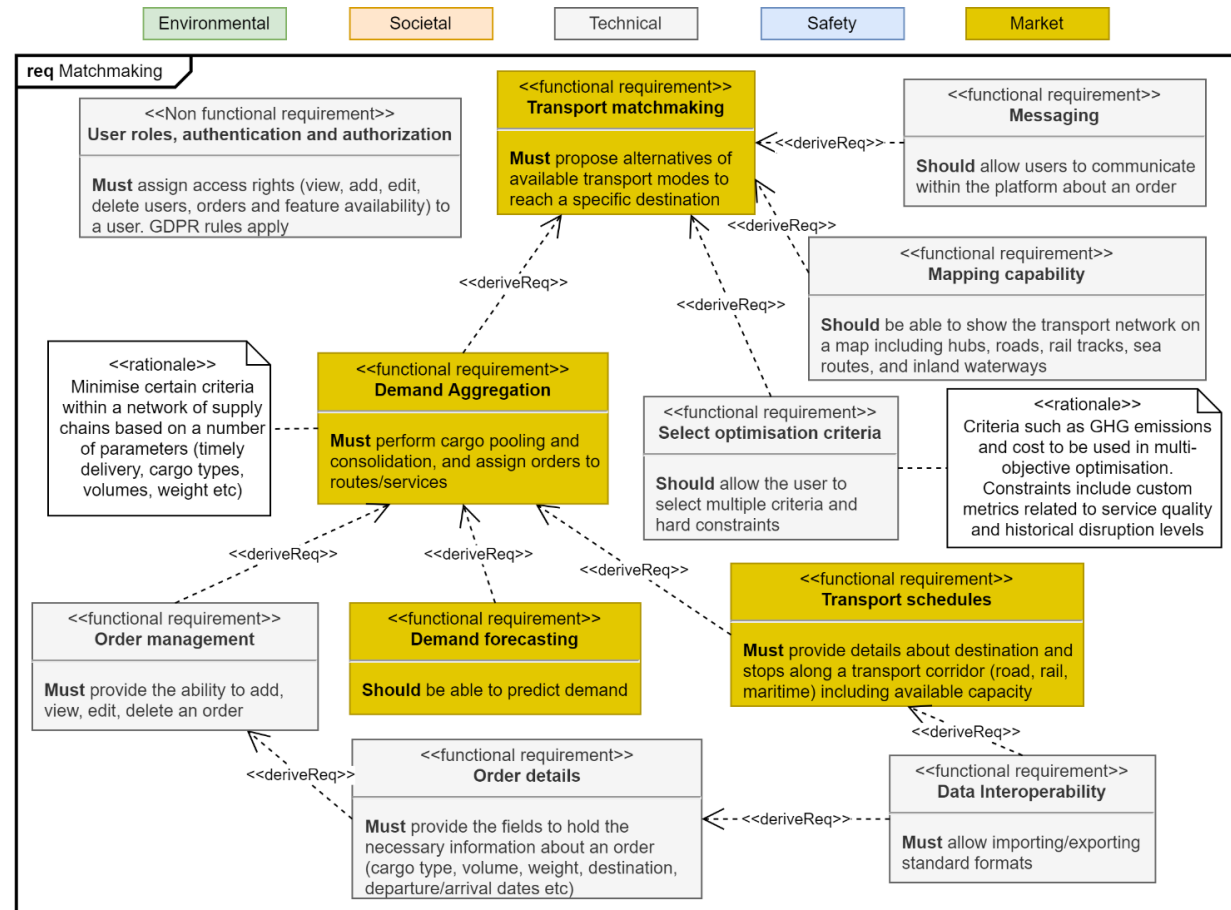 Environmental
Societal
Technical
Safety
Market
req Matchmaking
<<Non functional requirement>>
User roles, authentication and authorization
Must assign access rights (view, add, edit,
delete users, orders and feature availability) to
a user. GDPR rules apply
<<functional requirement>>
Transport matchmaking
Must propose alternatives of
available transport modes to
reach a specific destination
<<functional requirement>>
Messaging
Should allow users to communicate
within the platform about an order
<<deriveReq>>
<<deriveReq>>
<<functional requirement>>
Mapping capability
Should be able to show the transport network on
a map including hubs, roads, rail tracks, sea
routes, and inland waterways
<<deriveReq>>
<<deriveReq>>
<<rationale>>
Minimise certain criteria
within a network of supply
chains based on a number
of parameters (timely
delivery, cargo types,
volumes, weight etc)
<<functional requirement>>
Demand Aggregation
Must perform cargo pooling and
consolidation, and assign orders to
routes/services
<<functional requirement>>
Select optimisation criteria
Should allow the user to
select multiple criteria and
hard constraints
<<rationale>>
Criteria such as GHG emissions
and cost to be used in multi-
objective optimisation.
Constraints include custom
metrics related to service quality
and historical disruption levels
<<deriveReq>>
<<deriveReq>>
<<deriveReq>>
<<functional requirement>>
Order management
Must provide the ability to add,
view, edit, delete an order
<<functional requirement>>
Demand forecasting
Should be able to predict demand
<<functional requirement>>
Transport schedules
Must provide details about destination and
stops along a transport corridor (road, rail,
maritime) including available capacity
<<deriveReq>>
<<deriveReq>>
<<functional requirement>>
Order details
Must provide the fields to hold the
necessary information about an order
(cargo type, volume, weight, destination,
departure/arrival dates etc)
<<deriveReq>>
<<functional requirement>>
Data Interoperability
Must allow importing/exporting
standard formats